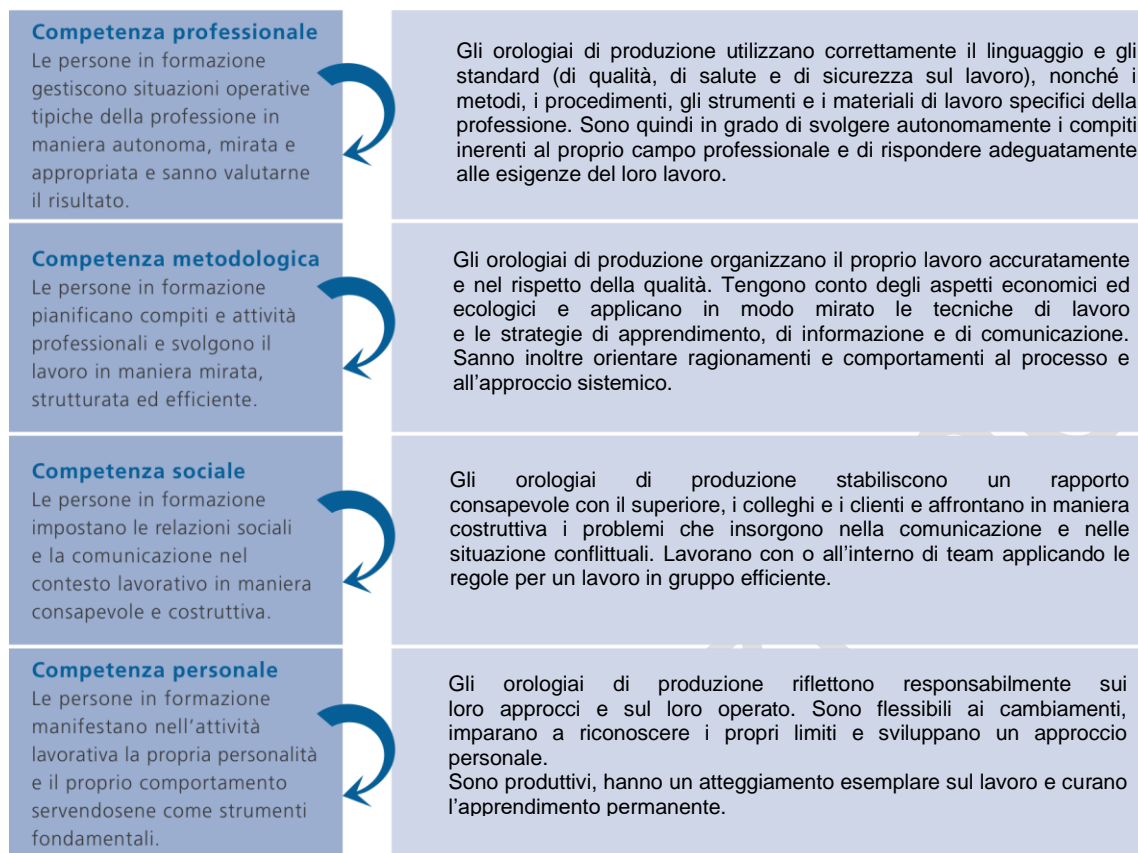 Competenza professionale
Le persone in formazione
gestiscono situazioni operative
tipiche della professione in
maniera autonoma, mirata e
appropriata e sanno valutarne
il risultato.
Gli orologiai di produzione utilizzano correttamente il linguaggio e gli
standard (di qualità, di salute e di sicurezza sul lavoro), nonché i
metodi, i procedimenti, gli strumenti e i materiali di lavoro specifici della
professione. Sono quindi in grado di svolgere autonomamente i compiti
inerenti al proprio campo professionale e di rispondere adeguatamente
alle esigenze del loro lavoro.
Competenza metodologica
Le persone in formazione
pianificano compiti e attività
professionali e svolgono il
lavoro in maniera mirata,
strutturata ed efficiente.
Gli orologiai di produzione organizzano il proprio lavoro accuratamente
e nel rispetto della qualità. Tengono conto degli aspetti economici ed
ecologici e applicano in modo mirato le tecniche di lavoro
e le strategie di apprendimento, di informazione e di comunicazione.
Sanno inoltre orientare ragionamenti e comportamenti al processo e
all’approccio sistemico.
Competenza sociale
Le persone in formazione
impostano le relazioni sociali
e la comunicazione nel
contesto lavorativo in maniera
consapevole e costruttiva.
Gli orologiai di produzione stabiliscono un rapporto
consapevole con il superiore, i colleghi e i clienti e affrontano in maniera
costruttiva i problemi che insorgono nella comunicazione e nelle
situazione conflittuali. Lavorano con o all’interno di team applicando le
regole per un lavoro in gruppo efficiente.
Competenza personale
Le persone in formazione
manifestano nell’attività
lavorativa la propria personalità
e il proprio comportamento
servendosene come strumenti
fondamentali.
Gli orologiai di produzione riflettono responsabilmente sui
loro approcci e sul loro operato. Sono flessibili ai cambiamenti,
imparano a riconoscere i propri limiti e sviluppano un approccio
personale.
Sono produttivi, hanno un atteggiamento esemplare sul lavoro e curano
l’apprendimento permanente.